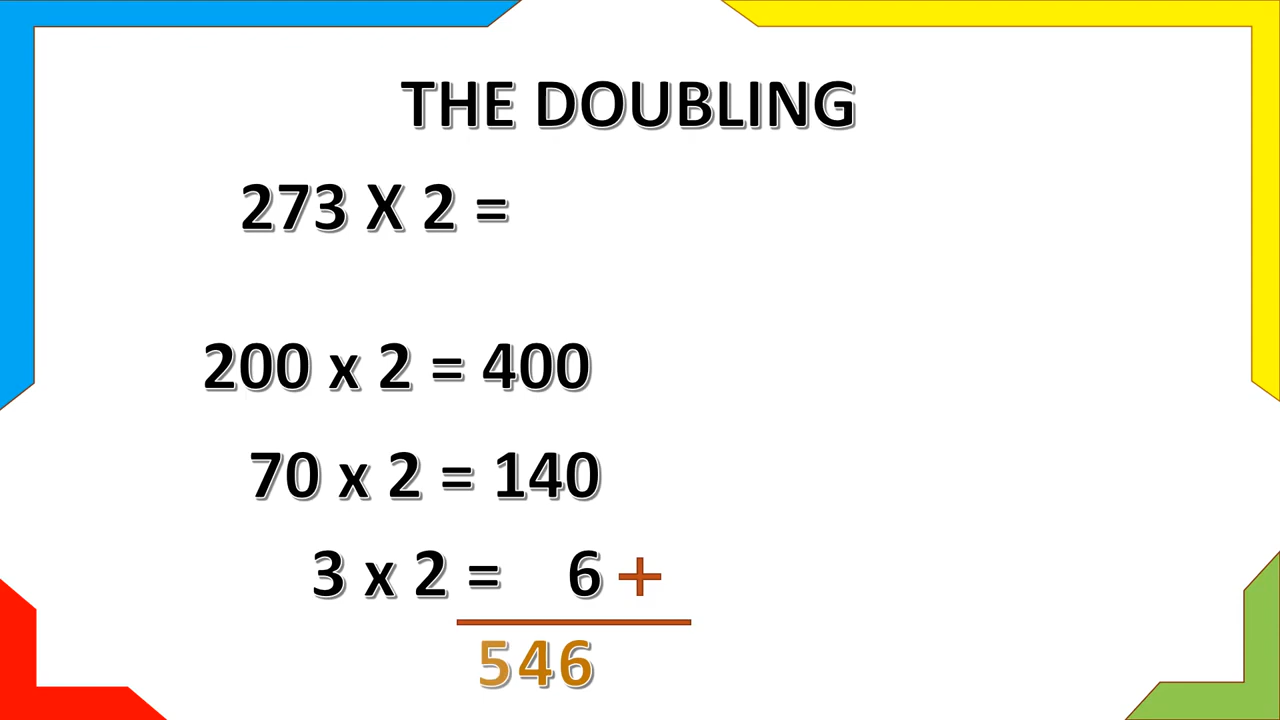 THE DOUBLING
273 X 2 =
200 x 2 = 400
70 x 2 = 140
3 x 2 = 6 +
546